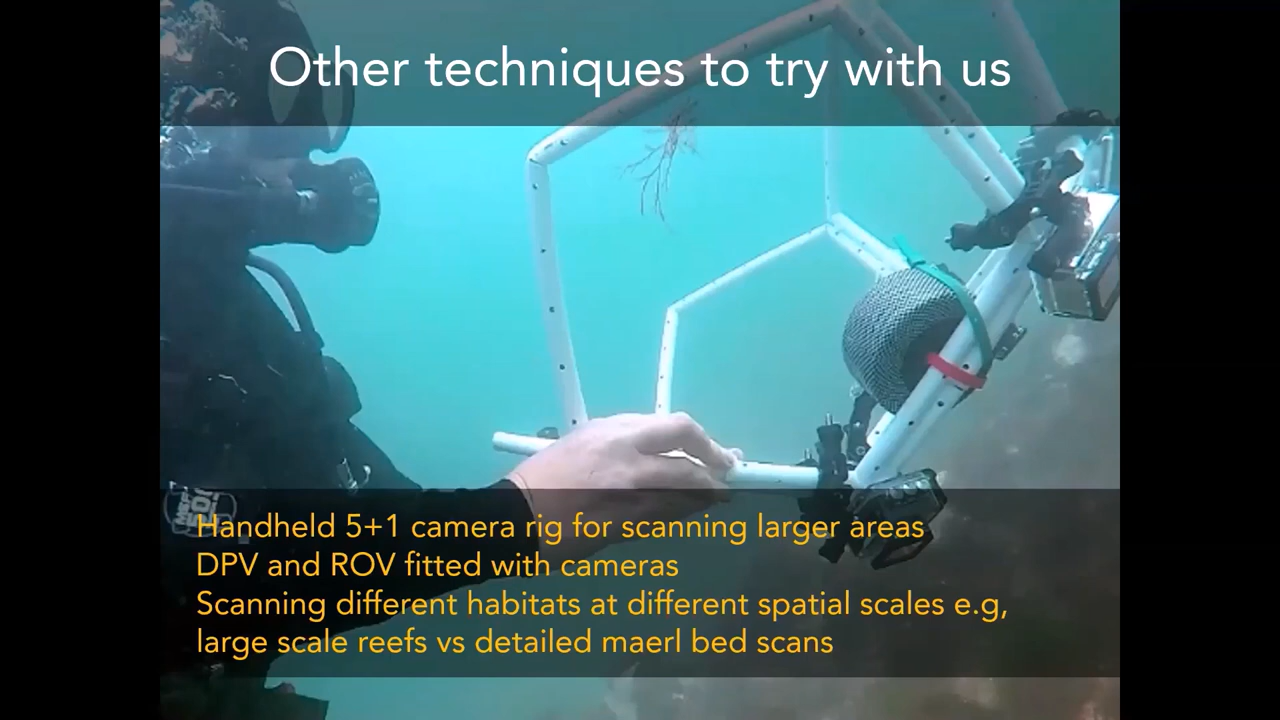 Other techniques to try with us
Handheld 5+1 camera rig for scanning larger areas
DPV and ROV fitted with cameras
Scanning different habitats at different spatial scales e.g,
large scale reefs vs detailed maerl bed scans